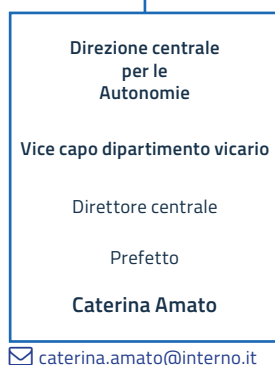 Direzione centrale
per le
Autonomie
Vice capo dipartimento vicario
Direttore centrale
Prefetto
Caterina Amato
caterina.amato@interno.it